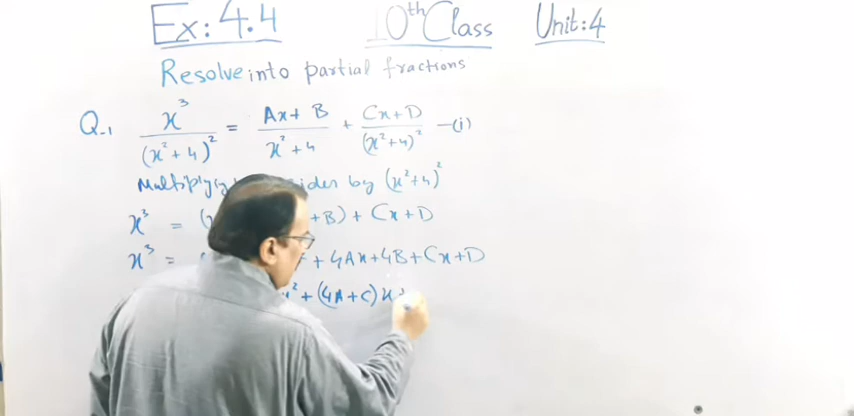 Ex: 4.4 10th Class Unit: 4
Resolve into partial fractions
Q-1 x³/(x²+4)² = Ax+B/x²+4 + Cx+D/(x²+4)² —(i)
by (x²+4)²
x³ = +B) + Cx+D
x³ = + 4Ax+4B+Cx+D
x² + (4A+C)x